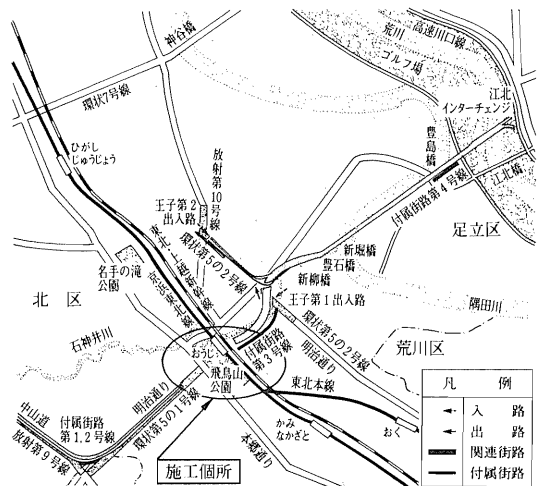 神谷橋
荒川
高速川口線
ゴルフ場
江北
インターチェンジ
環状7号線
ひがし
じゅうじょう
豊島橋
放射第10号線
江北橋
付属街路第4号線
王子第2
出入路
足立区
東北・上越新幹線
京浜東北線
環状第5の2号線
新堀橋
豊石橋
新柳橋
名手の滝
公園
王子第1出入路
北区
隅田川
石神井川
付属街路
第3号線
環状第5の2号線
明治通り
荒川区
おうじ
飛鳥山
公園
明治通り
東北本線
中山道
付属街路
第1,2号線
環状第5の1号線
かみ
なかざと
おく
放射第9号線
本郷通り
施工個所
凡例
入路
出路
関連街路
付属街路